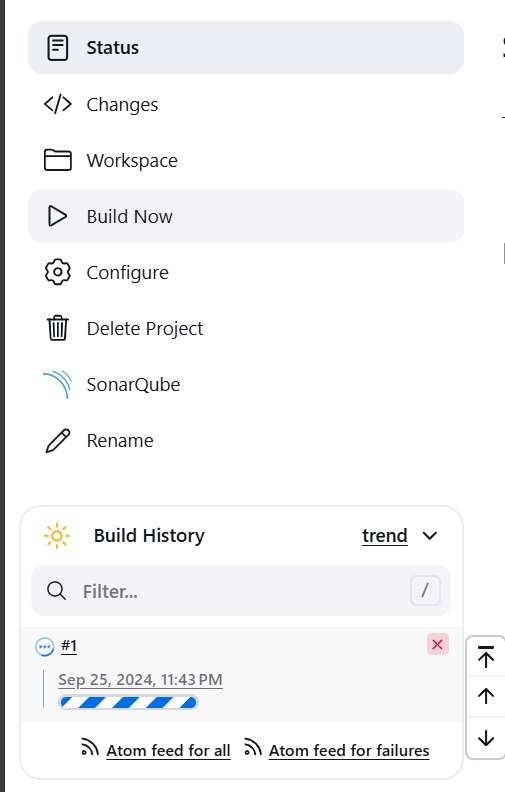 Status
Changes
Workspace
Build Now
Configure
Delete Project
SonarQube
Rename
Build History trend
Filter... /
#1
Sep 25, 2024, 11:43 PM
Atom feed for all Atom feed for failures